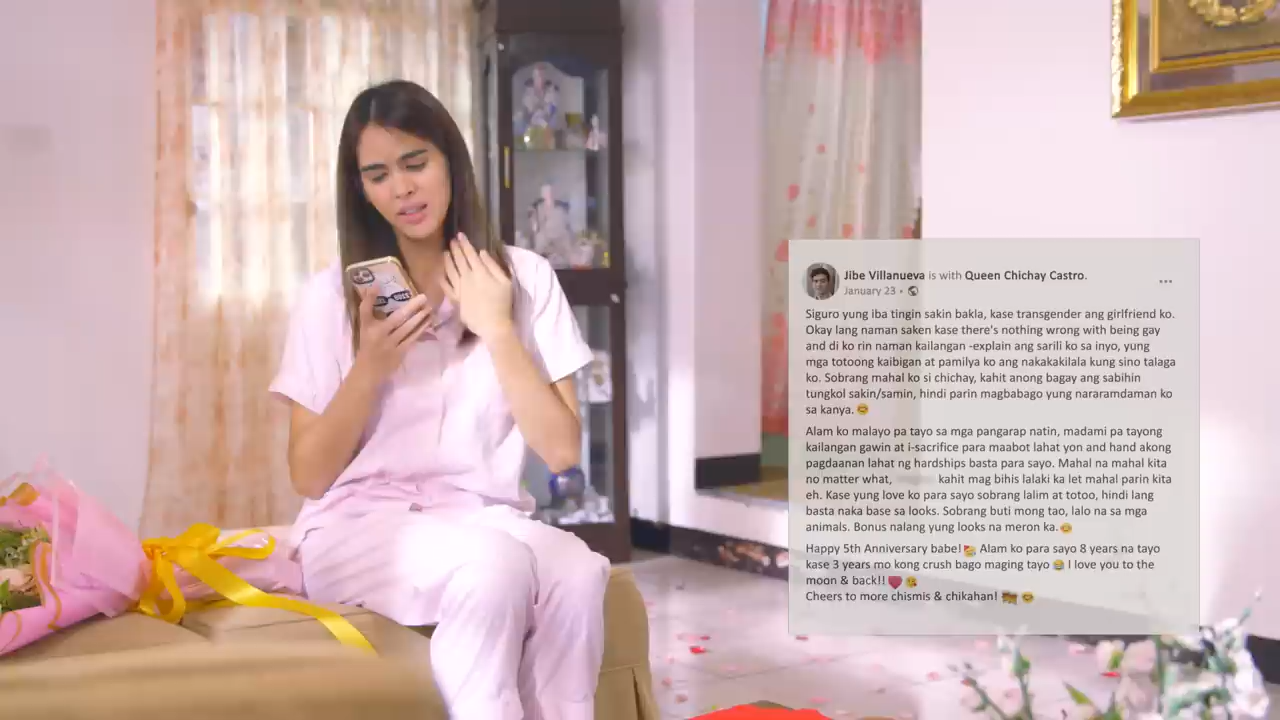 Jibe Villanueva is with Queen Chichay Castro.
January 23
Siguro yung iba tingin sakin bakla, kase transgender ang girlfriend ko.
Okay lang naman saken kase there's nothing wrong with being gay
and di ko rin naman kailangan -explain ang sarili ko sa inyo, yung
mga totoong kaibigan at pamilya ko ang nakakakilala kung sino talaga
ko. Sobrang mahal ko si chichay, kahit anong bagay ang sabihin
tungkol sakin/samin, hindi parin magbabago yung nararamdaman ko
sa kanya. 😊
Alam ko malayo pa tayo sa mga pangarap natin, madami pa tayong
kailangan gawin at i-sacrifice para maabot lahat yon and hand akong
pagdaanan lahat ng hardships basta para sayo. Mahal na mahal kita
no matter what, kahit mag bihis lalaki ka let mahal parin kita
eh. Kase yung love ko para sayo sobrang lalim at totoo, hindi lang
basta naka base sa looks. Sobrang buti mong tao, lalo na sa mga
animals. Bonus nalang yung looks na meron ka. 😊
Happy 5th Anniversary babe! 🥳 Alam ko para sayo 8 years na tayo
kase 3 years mo kong crush bago maging tayo 😂 I love you to the
moon & back!! ❤️ 😘
Cheers to more chismis & chikahan!